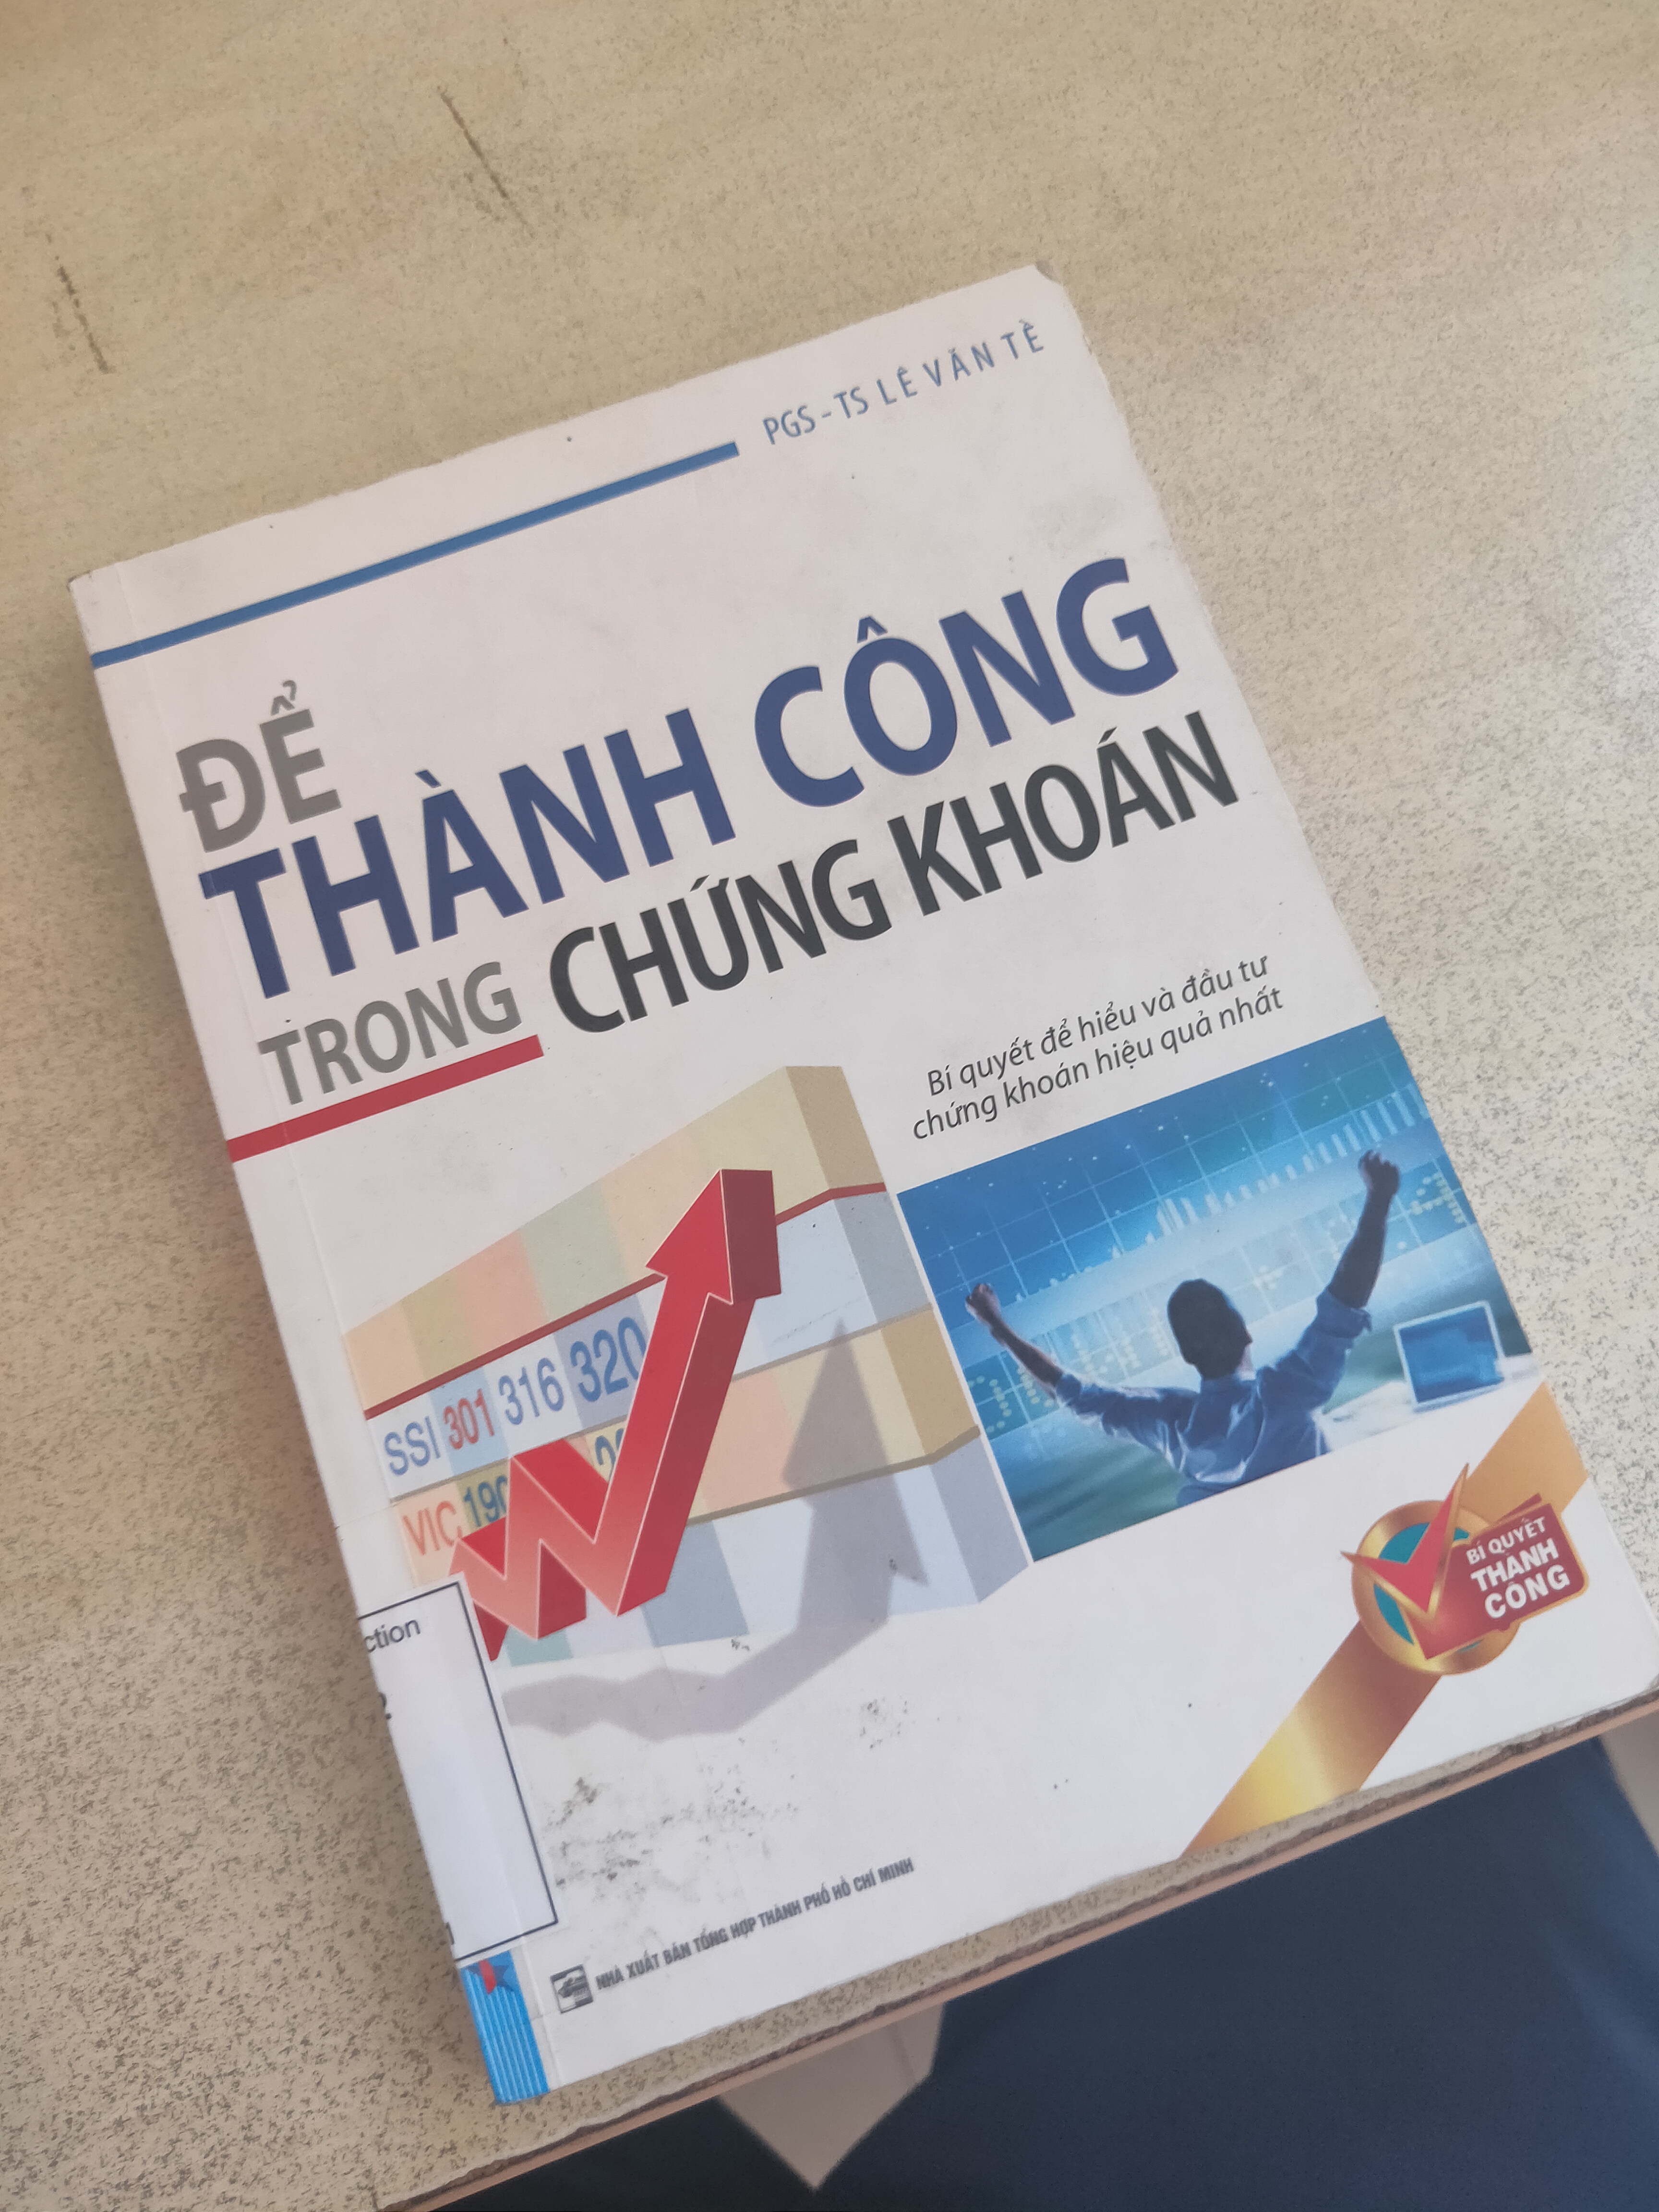 PGS-TS LÊ VĂN TỀ
ĐỂ
THÀNH CÔNG
TRONG CHỨNG KHOÁN
Bí quyết để hiểu và đầu tư
chứng khoán hiệu quả nhất
SSI 301 316 320
VIC 190
BÍ QUYẾT
THÀNH
CÔNG
ction
NHÀ XUẤT BẢN TỔNG HỢP THÀNH PHỐ HỒ CHÍ MINH